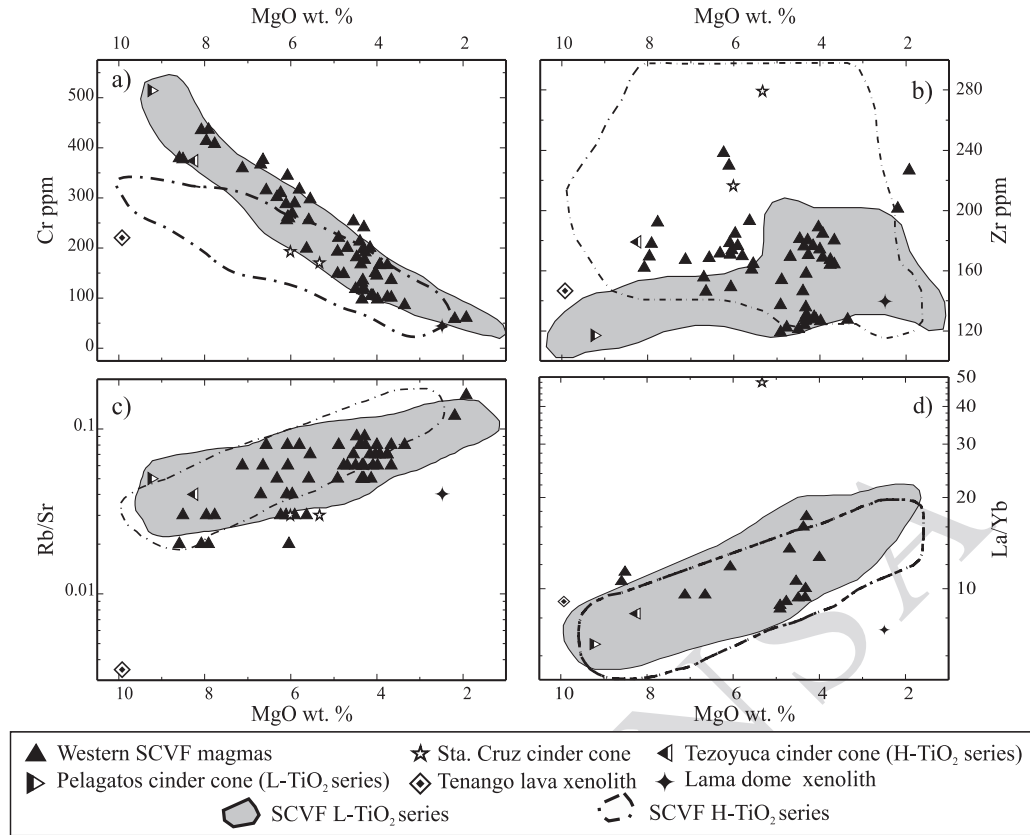 MgO wt. %
MgO wt. %
10 8 6 4 2
10 8 6 4 2
a)
b)
500
400
300
200
100
0
Cr ppm
280
240
200
160
120
Zr ppm
c)
d)
0.1
0.01
Rb/Sr
50
40
30
20
10
La/Yb
10 8 6 4 2
10 8 6 4 2
MgO wt. %
MgO wt. %
NSA
Western SCVF magmas Sta. Cruz cinder cone Tezoyuca cinder cone (H-TiO₂ series)
Pelagatos cinder cone (L-TiO₂ series) Tenango lava xenolith Lama dome xenolith
SCVF L-TiO₂ series SCVF H-TiO₂ series